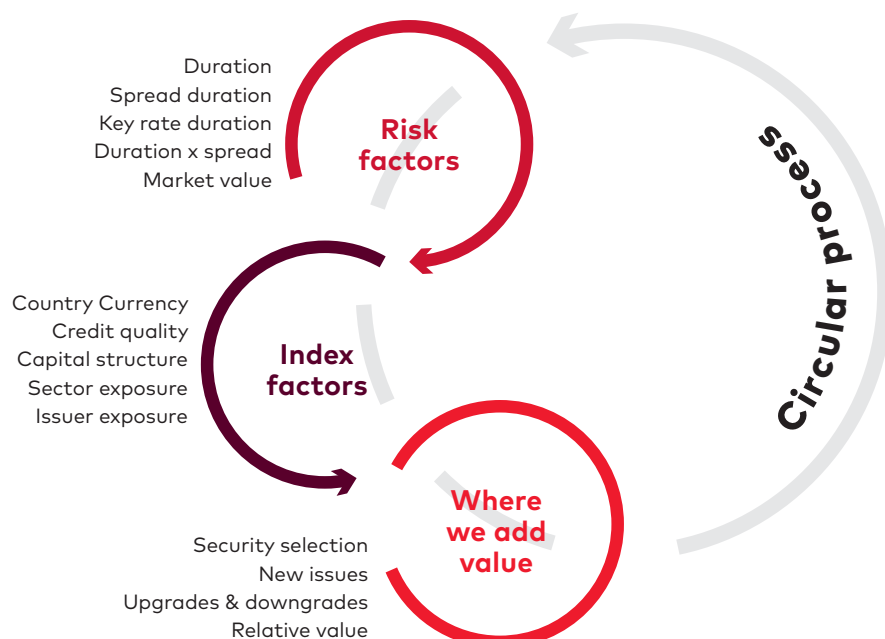 Duration
Spread duration
Key rate duration
Duration x spread
Market value
Risk
factors
Country Currency
Credit quality
Capital structure
Sector exposure
Issuer exposure
Index
factors
Security selection
New issues
Upgrades & downgrades
Relative value
Where
we add
value
Circular process